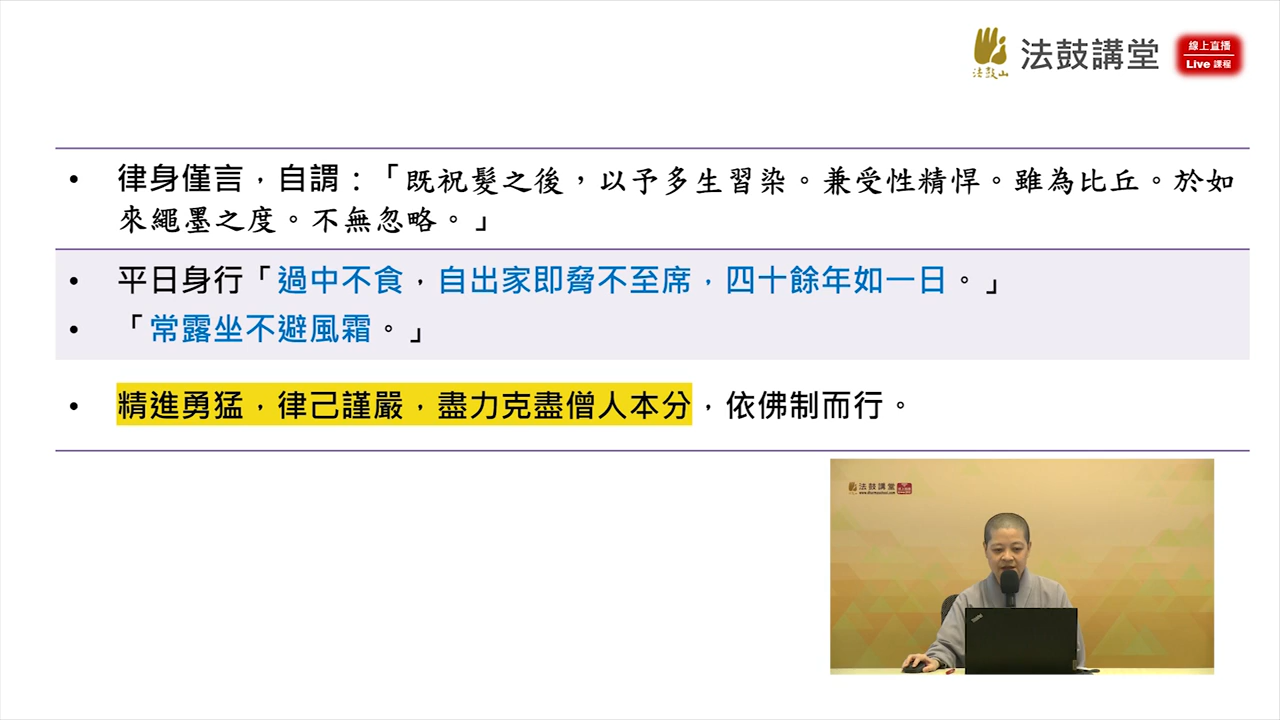 法鼓山
法鼓講堂
線上直播
Live 課程
• 律身僅言，自謂：「既祝髮之後，以予多生習染。兼受性精悍。雖為比丘。於如
來繩墨之度。不無忽略。」
• 平日身行「過中不食，自出家即脅不至席，四十餘年如一日。」
• 「常露坐不避風霜。」
• 精進勇猛，律己謹嚴，盡力克盡僧人本分，依佛制而行。
法鼓講堂